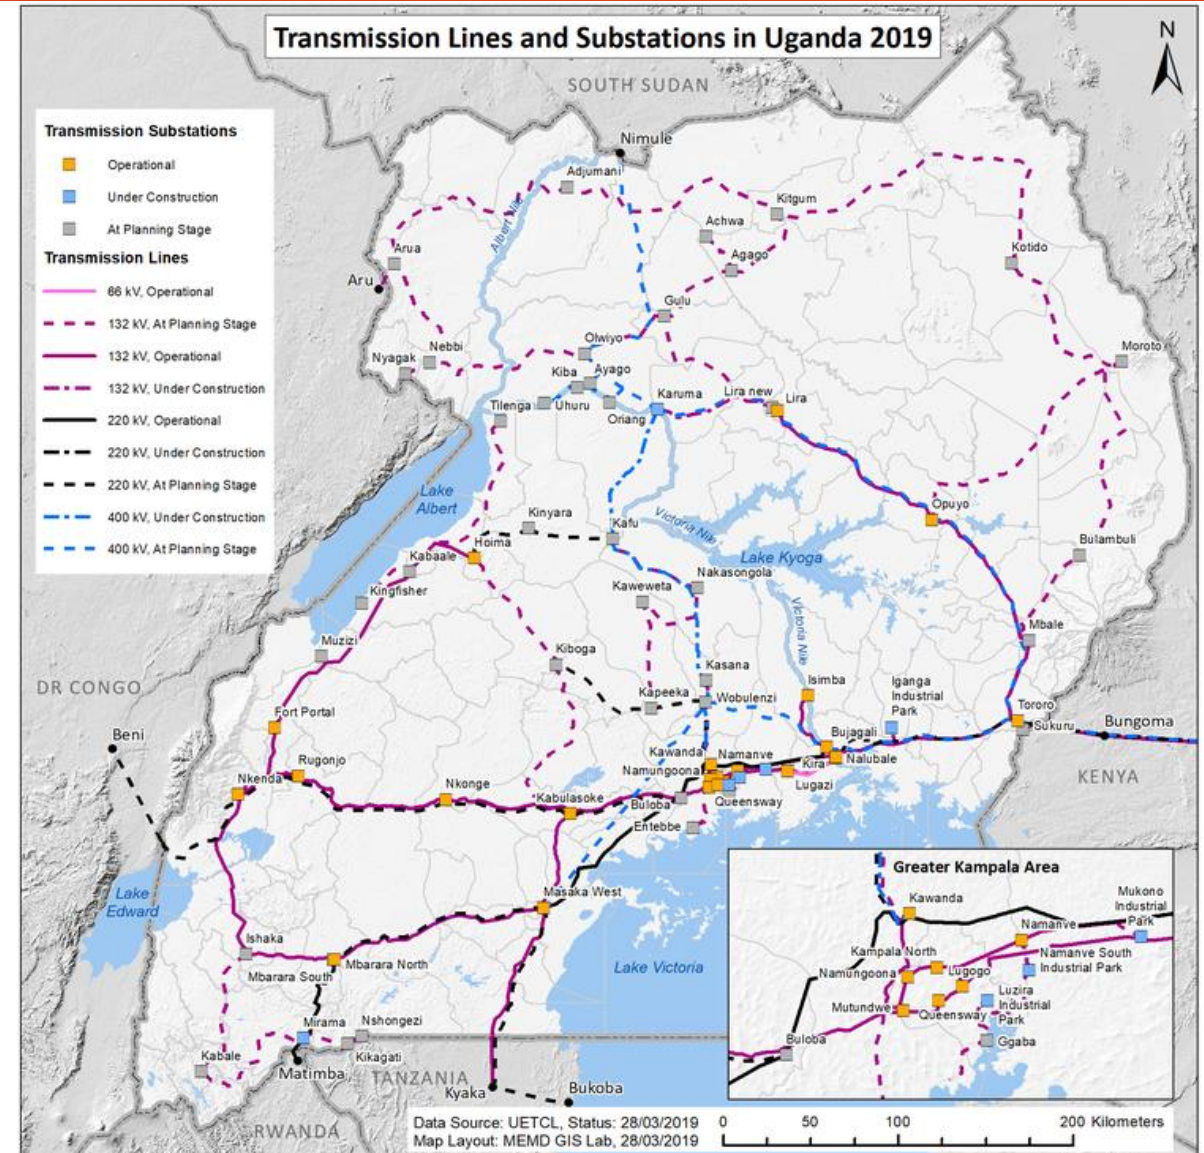 Transmission Lines and Substations in Uganda 2019
N
SOUTH SUDAN
Transmission Substations
Operational
Under Construction
At Planning Stage
Transmission Lines
66 kV, Operational
132 kV, At Planning Stage
132 kV, Operational
132 kV, Under Construction
220 kV, Operational
220 kV, Under Construction
220 kV, At Planning Stage
400 kV, Under Construction
400 kV, At Planning Stage
Nimule
Adjumani
Albert Nile
Kitgum
Achwa
Agago
Arua
Aru
Kotido
Gulu
Olwiyo
Nebbi
Nyagak
Moroto
Kiba
Ayago
Tilenga
Uhuru
Oriang
Karuma
Lira new
Lira
Lake
Albert
Opuyo
Kinyara
Kafu
Victoria Nile
Lake Kyoga
Hoima
Kabaale
Bulambuli
Kingfisher
Kaweweta
Nakasongola
Victoria Nile
Muzizi
Mbale
Kiboga
Kasana
DR CONGO
Kapeeka
Wobulenzi
Isimba
Iganga
Industrial
Park
Fort Portal
Tororo
Sukuru
Bungoma
Beni
Bujagali
Kawanda
Namanve
Nalubale
Rugonjo
Namungoona
Kira
Lugazi
KENYA
Nkenda
Nkonge
Kabulasoke
Buloba
Queensway
Entebbe
Lake
Edward
Masaka West
Ishaka
Mbarara South
Mbarara North
Lake Victoria
Mirama
Nshongezi
Kabale
Kikagati
Matimba
TANZANIA
Kyaka
Bukoba
RWANDA
Greater Kampala Area
Kawanda
Mukono
Industrial
Park
Namanve
Kampala North
Namanve South
Industrial Park
Namungoona
Lugogo
Luzira
Industrial
Park
Mutundwe
Queensway
Buloba
Ggaba
Data Source: UETCL, Status: 28/03/2019
Map Layout: MEMD GIS Lab, 28/03/2019
0 50 100 200 Kilometers